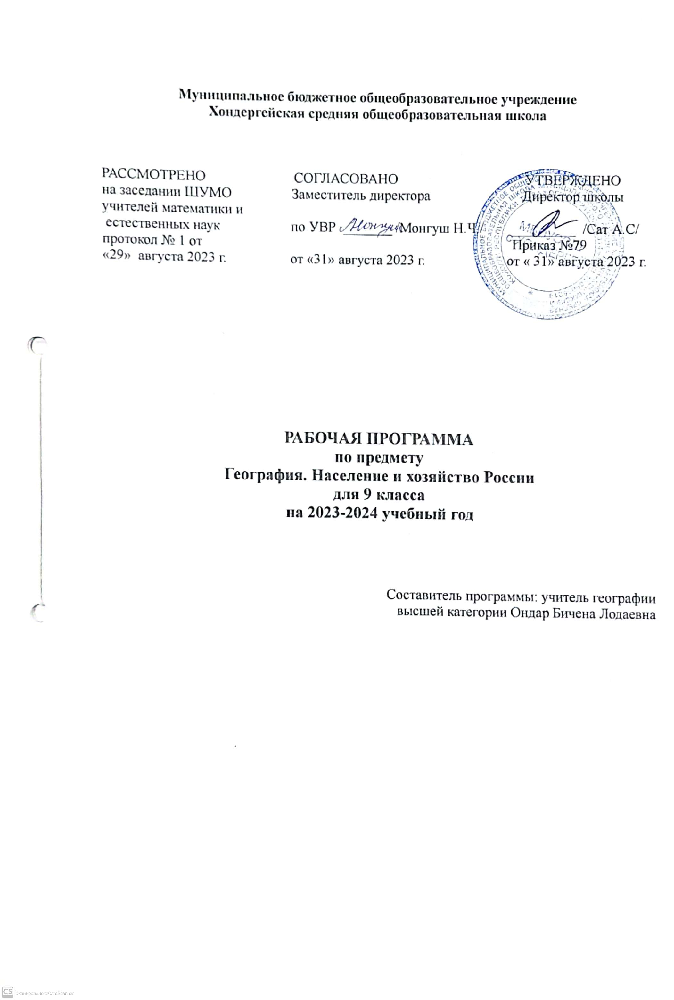 Муниципальное бюджетное общеобразовательное учреждение
Хондергейская средняя общеобразовательная школа
РАССМОТРЕНО
на заседании ШУМО
учителей математики и
естественных наук
протокол № 1 от
«29» августа 2023 г.
СОГЛАСОВАНО
Заместитель директора
по УВР Монгуш /Монгуш Н.Ч/
от «31» августа 2023 г.
УТВЕРЖДЕНО
Директор школы
/Сат А.С/
Приказ №79
от « 31» августа 2023 г.
РАБОЧАЯ ПРОГРАММА
по предмету
География. Население и хозяйство России
для 9 класса
на 2023-2024 учебный год
Составитель программы: учитель географии
высшей категории Ондар Бичена Лодаевна
CS Сканировано с CamScanner